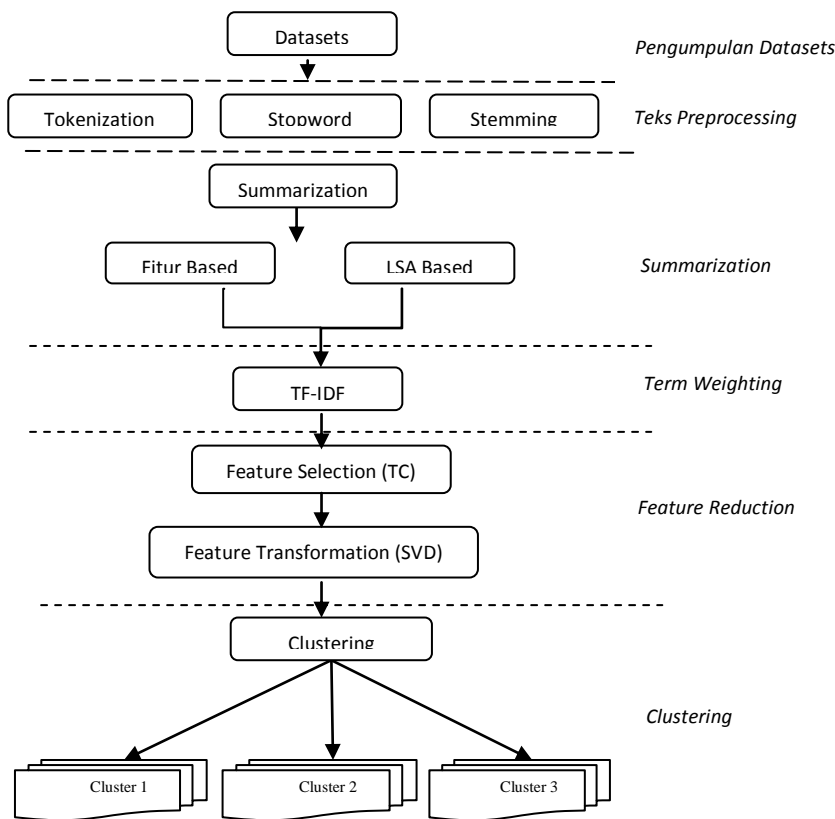 Datasets
Pengumpulan Datasets
Tokenization
Stopword
Stemming
Teks Preprocessing
Summarization
Fitur Based
LSA Based
Summarization
TF-IDF
Term Weighting
Feature Selection (TC)
Feature Reduction
Feature Transformation (SVD)
Clustering
Clustering
Cluster 1
Cluster 2
Cluster 3